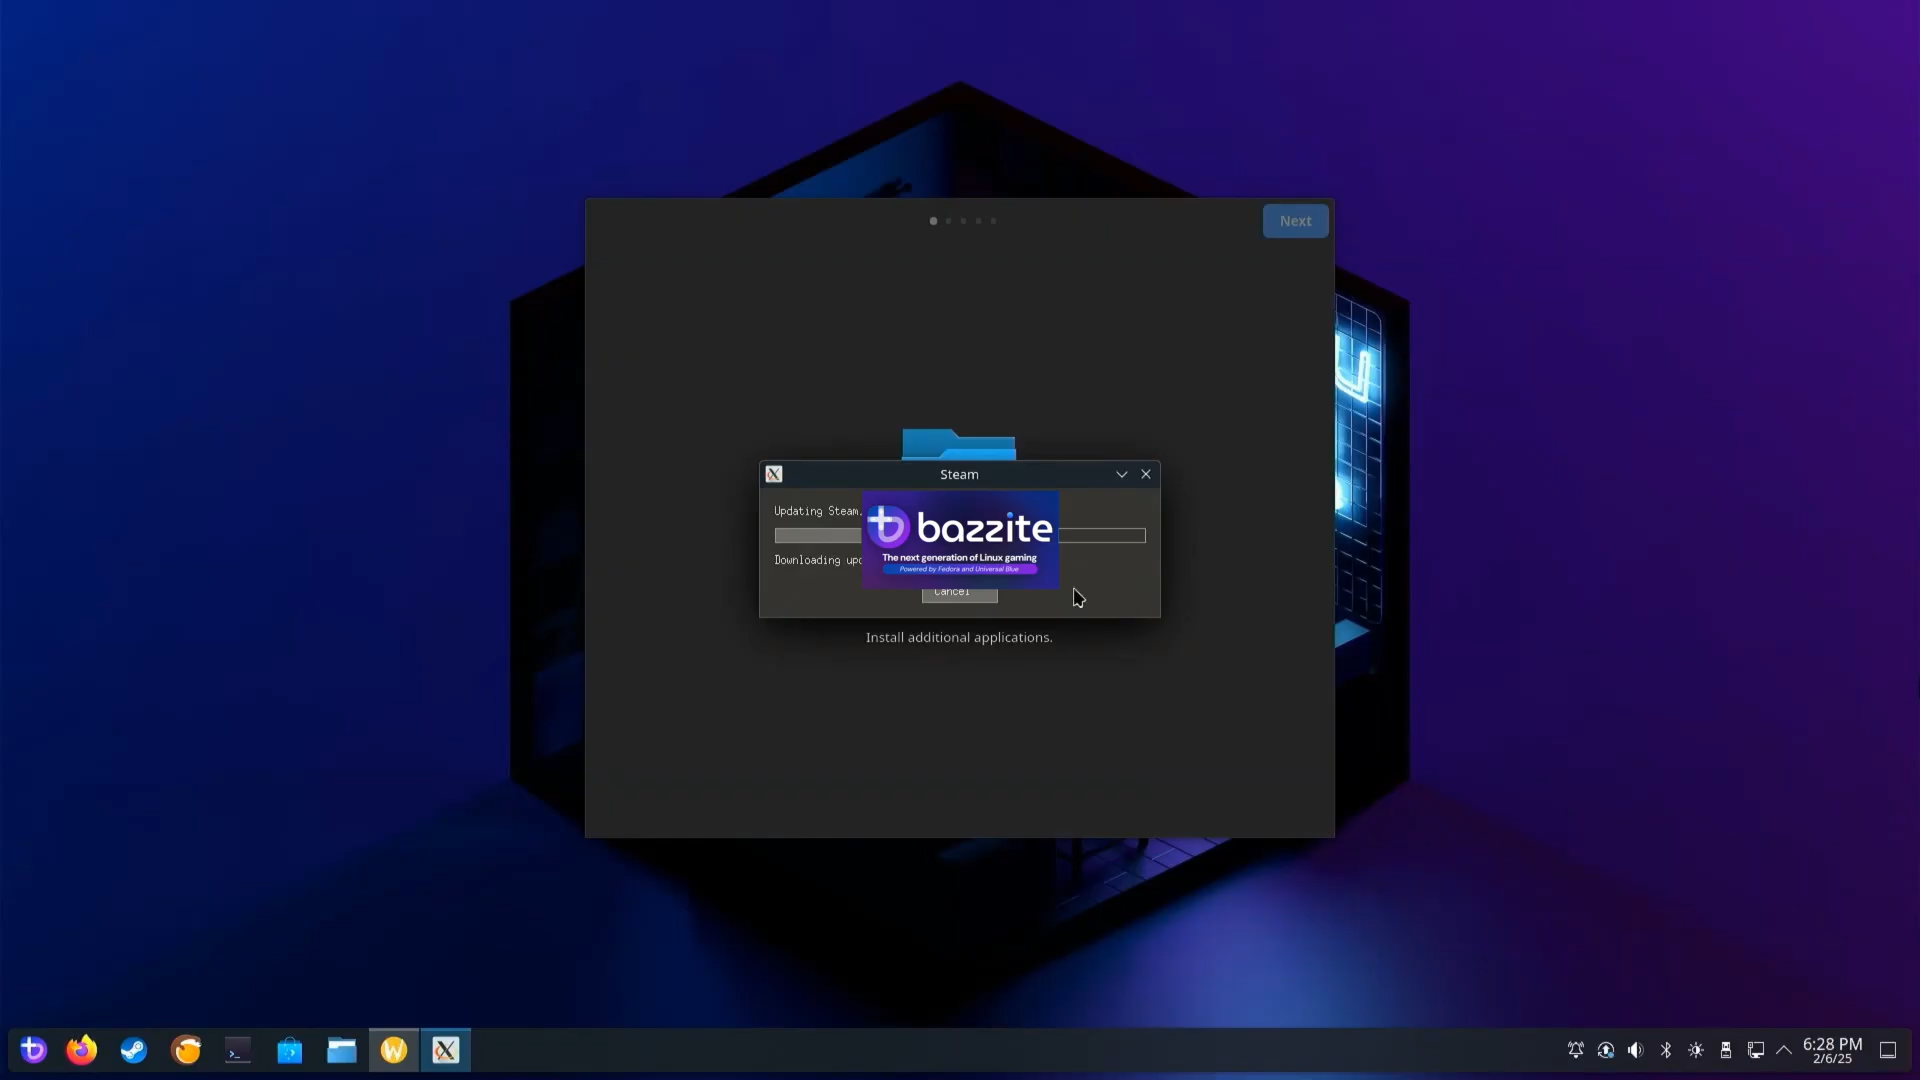 Next
Steam
Updating Steam.
bazzite
The next generation of Linux gaming
Powered by Fedora and Universal Blue
Downloading upd
Cancel
Install additional applications.
6:28 PM
2/6/25